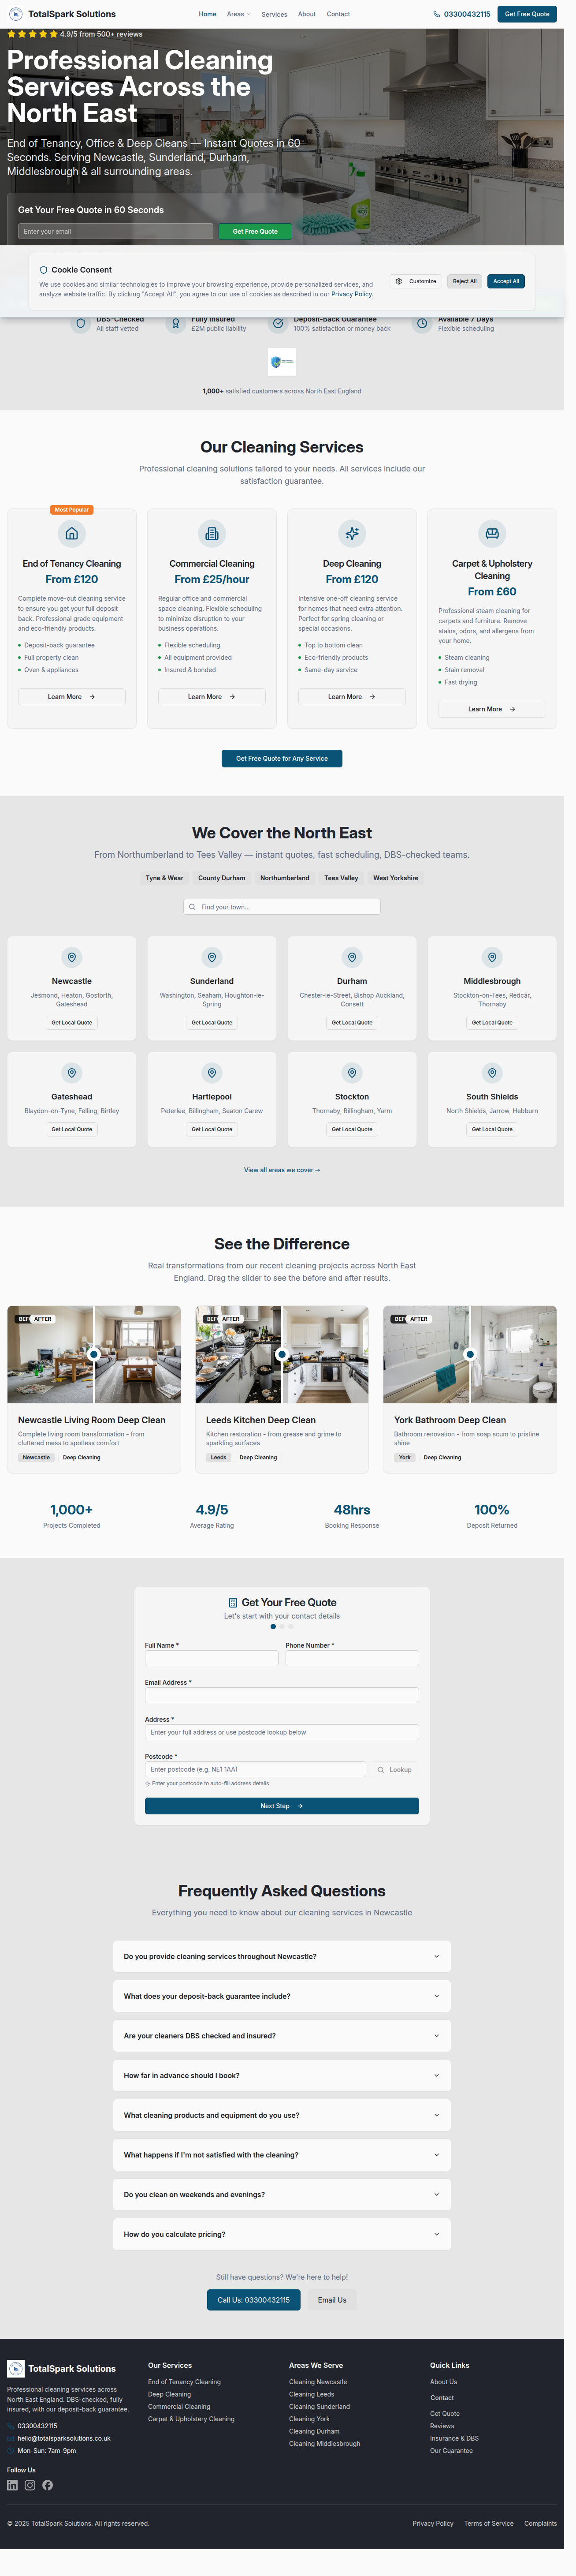 TotalSpark Solutions
Home
Areas
Services
About
Contact
03300432115
Get Free Quote
4.9/5 from 500+ reviews
Professional Cleaning
Services Across the
North East
End of Tenancy, Office & Deep Cleans — Instant Quotes in 60
Seconds. Serving Newcastle, Sunderland, Durham,
Middlesbrough & all surrounding areas.
Get Your Free Quote in 60 Seconds
Enter your email
Get Free Quote
Cookie Consent
We use cookies and similar technologies to improve your browsing experience, provide personalized services, and
analyze website traffic. By clicking "Accept All", you agree to our use of cookies as described in our Privacy Policy.
Customize
Reject All
Accept All
DBS-Checked
All staff vetted
Fully Insured
£2M public liability
Deposit-Back Guarantee
100% satisfaction or money back
Available 7 Days
Flexible scheduling
1,000+ satisfied customers across North East England
Our Cleaning Services
Professional cleaning solutions tailored to your needs. All services include our
satisfaction guarantee.
Most Popular
End of Tenancy Cleaning
From £120
Complete move-out cleaning service
to ensure you get your full deposit
back. Professional grade equipment
and eco-friendly products.
Deposit-back guarantee
Full property clean
Oven & appliances
Learn More
Commercial Cleaning
From £25/hour
Regular office and commercial
space cleaning. Flexible scheduling
to minimize disruption to your
business operations.
Flexible scheduling
All equipment provided
Insured & bonded
Learn More
Deep Cleaning
From £120
Intensive one-off cleaning service
for homes that need extra attention.
Perfect for spring cleaning or
special occasions.
Top to bottom clean
Eco-friendly products
Same-day service
Learn More
Carpet & Upholstery
Cleaning
From £60
Professional steam cleaning for
carpets and furniture. Remove
stains, odors, and allergens from
your home.
Steam cleaning
Stain removal
Fast drying
Learn More
Get Free Quote for Any Service
We Cover the North East
From Northumberland to Tees Valley — instant quotes, fast scheduling, DBS-checked teams.
Tyne & Wear
County Durham
Northumberland
Tees Valley
West Yorkshire
Find your town...
Newcastle
Jesmond, Heaton, Gosforth,
Gateshead
Get Local Quote
Sunderland
Washington, Seaham, Houghton-le-
Spring
Get Local Quote
Durham
Chester-le-Street, Bishop Auckland,
Consett
Get Local Quote
Middlesbrough
Stockton-on-Tees, Redcar,
Thornaby
Get Local Quote
Gateshead
Blaydon-on-Tyne, Felling, Birtley
Get Local Quote
Hartlepool
Peterlee, Billingham, Seaton Carew
Get Local Quote
Stockton
Thornaby, Billingham, Yarm
Get Local Quote
South Shields
North Shields, Jarrow, Hebburn
Get Local Quote
View all areas we cover →
See the Difference
Real transformations from our recent cleaning projects across North East
England. Drag the slider to see the before and after results.
BEF
AFTER
BEF
AFTER
BEF
AFTER
Newcastle Living Room Deep Clean
Complete living room transformation - from
cluttered mess to spotless comfort
Newcastle
Deep Cleaning
Leeds Kitchen Deep Clean
Kitchen restoration - from grease and grime to
sparkling surfaces
Leeds
Deep Cleaning
York Bathroom Deep Clean
Bathroom renovation - from soap scum to pristine
shine
York
Deep Cleaning
1,000+
Projects Completed
4.9/5
Average Rating
48hrs
Booking Response
100%
Deposit Returned
Get Your Free Quote
Let's start with your contact details
Full Name *
Phone Number *
Email Address *
Address *
Enter your full address or use postcode lookup below
Postcode *
Enter postcode (e.g. NE1 1AA)
Lookup
Enter your postcode to auto-fill address details
Next Step
Frequently Asked Questions
Everything you need to know about our cleaning services in Newcastle
Do you provide cleaning services throughout Newcastle?
What does your deposit-back guarantee include?
Are your cleaners DBS checked and insured?
How far in advance should I book?
What cleaning products and equipment do you use?
What happens if I'm not satisfied with the cleaning?
Do you clean on weekends and evenings?
How do you calculate pricing?
Still have questions? We're here to help!
Call Us: 03300432115
Email Us
TotalSpark Solutions
Professional cleaning services across
North East England. DBS-checked, fully
insured, with our deposit-back guarantee.
03300432115
hello@totalsparksolutions.co.uk
Mon-Sun: 7am-9pm
Follow Us
Our Services
End of Tenancy Cleaning
Deep Cleaning
Commercial Cleaning
Carpet & Upholstery Cleaning
Areas We Serve
Cleaning Newcastle
Cleaning Leeds
Cleaning Sunderland
Cleaning York
Cleaning Durham
Cleaning Middlesbrough
Quick Links
About Us
Contact
Get Quote
Reviews
Insurance & DBS
Our Guarantee
© 2025 TotalSpark Solutions. All rights reserved.
Privacy Policy
Terms of Service
Complaints